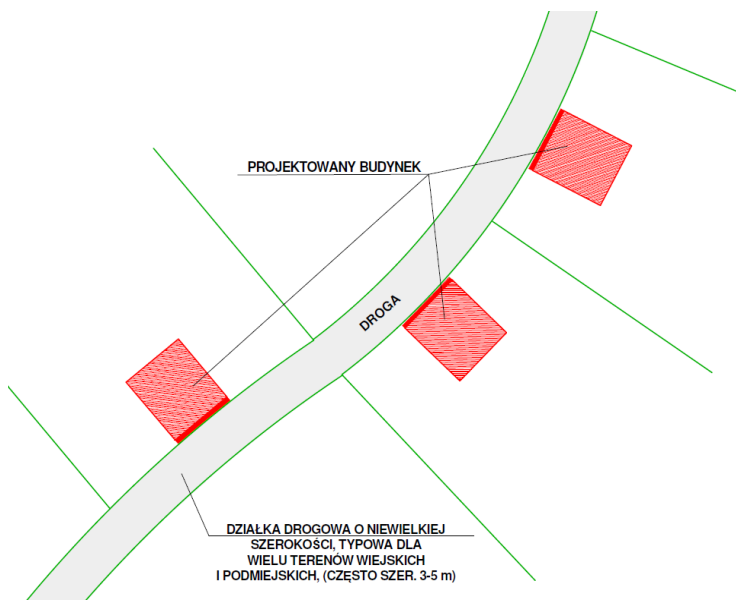 PROJEKTOWANY BUDYNEK
DROGA
DZIAŁKA DROGOWA O NIEWIELKIEJ
SZEROKOŚCI, TYPOWA DLA
WIELU TERENÓW WIEJSKICH
I PODMIEJSKICH, (CZĘSTO SZER. 3-5 m)